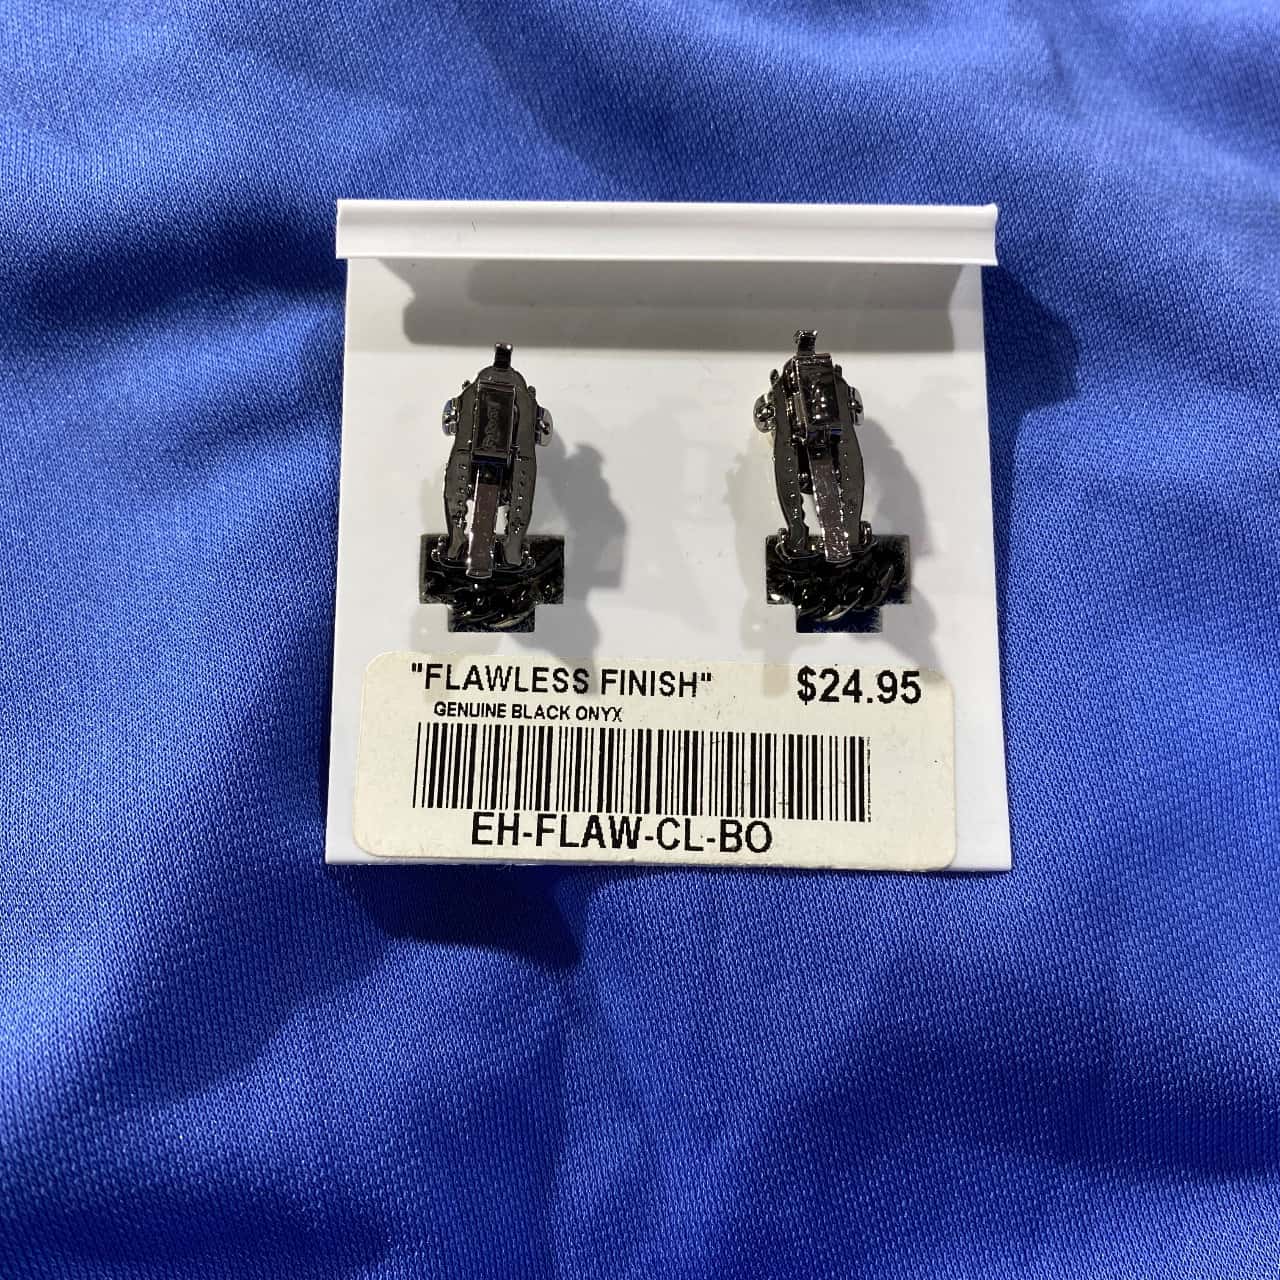 "FLAWLESS FINISH" $24.95
GENUINE BLACK ONYX
EH-FLAW-CL-BO